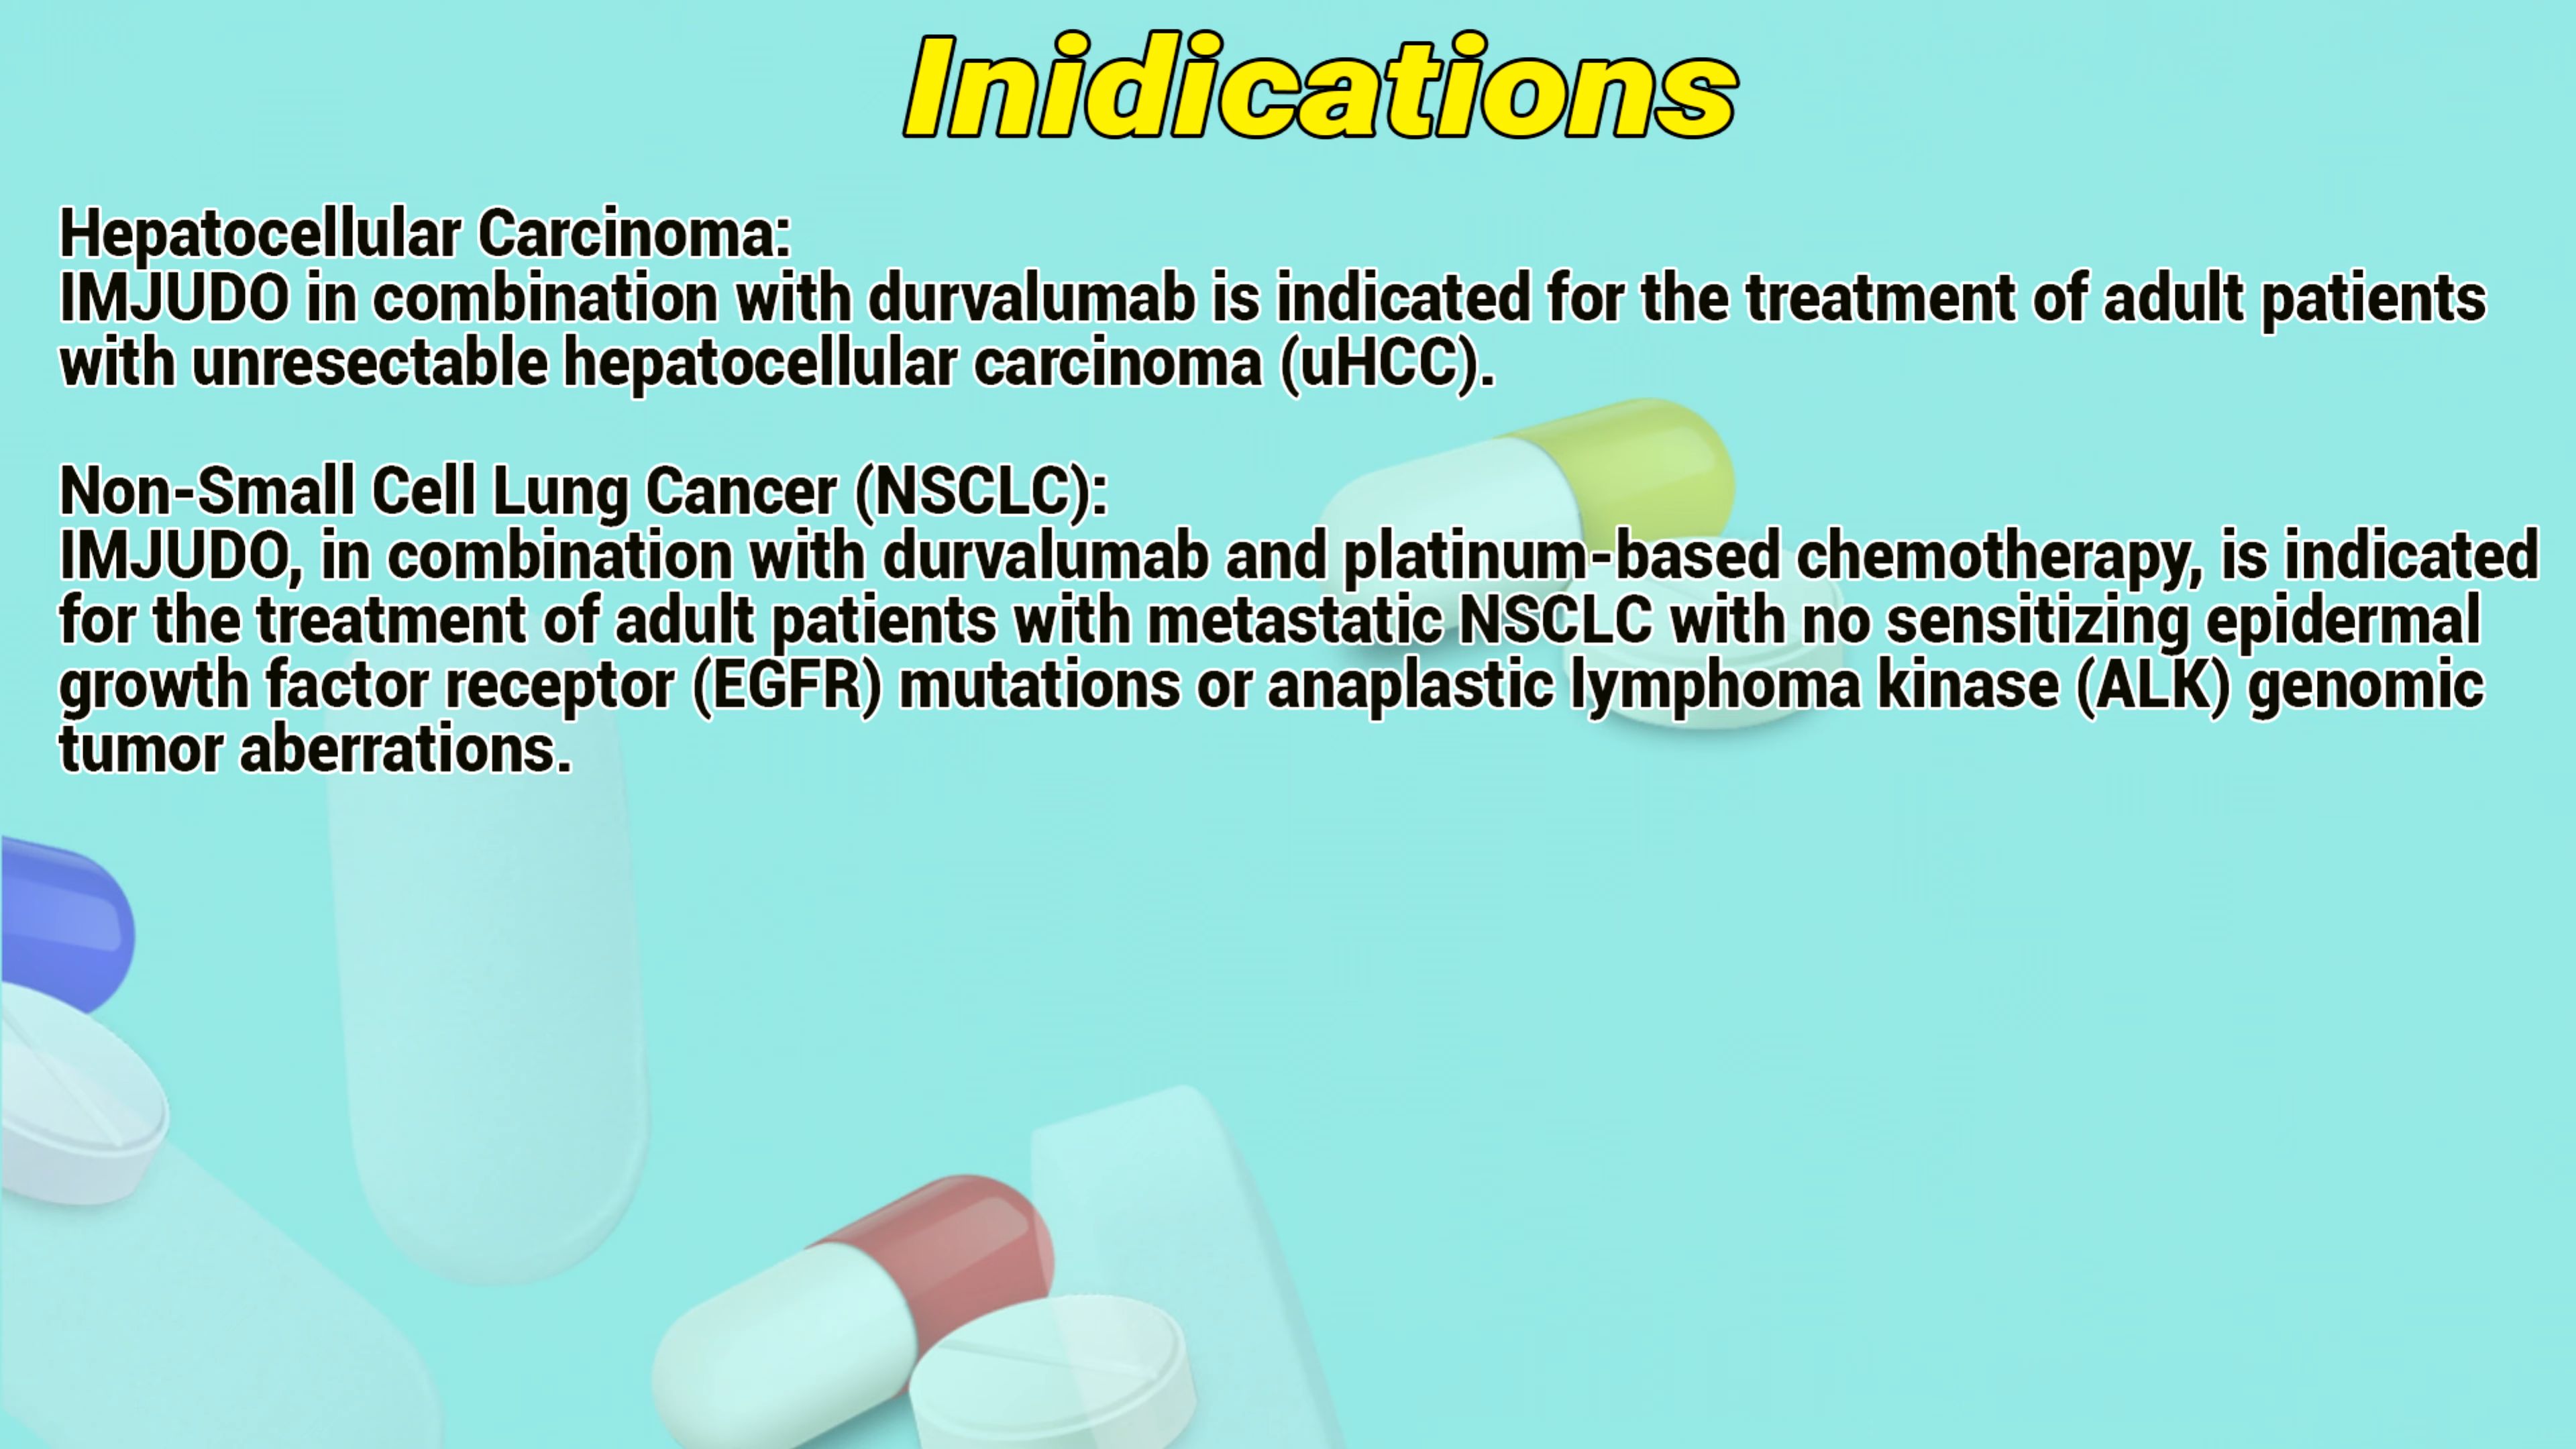 Inidications
Hepatocellular Carcinoma:
IMJUDO in combination with durvalumab is indicated for the treatment of adult patients
with unresectable hepatocellular carcinoma (uHCC).
Non-Small Cell Lung Cancer (NSCLC):
IMJUDO, in combination with durvalumab and platinum-based chemotherapy, is indicated
for the treatment of adult patients with metastatic NSCLC with no sensitizing epidermal
growth factor receptor (EGFR) mutations or anaplastic lymphoma kinase (ALK) genomic
tumor aberrations.